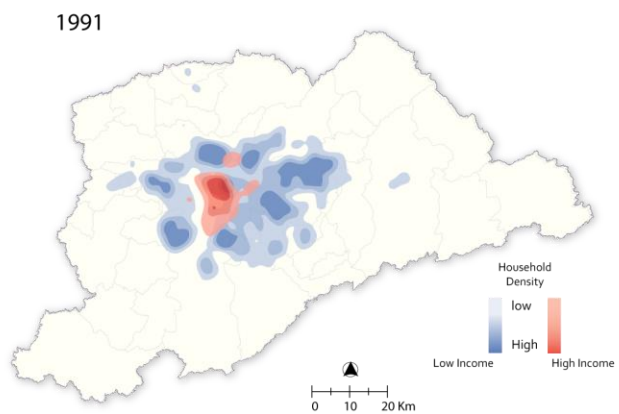 1991
Household
Density
low
High
Low Income
High Income
0 10 20 Km